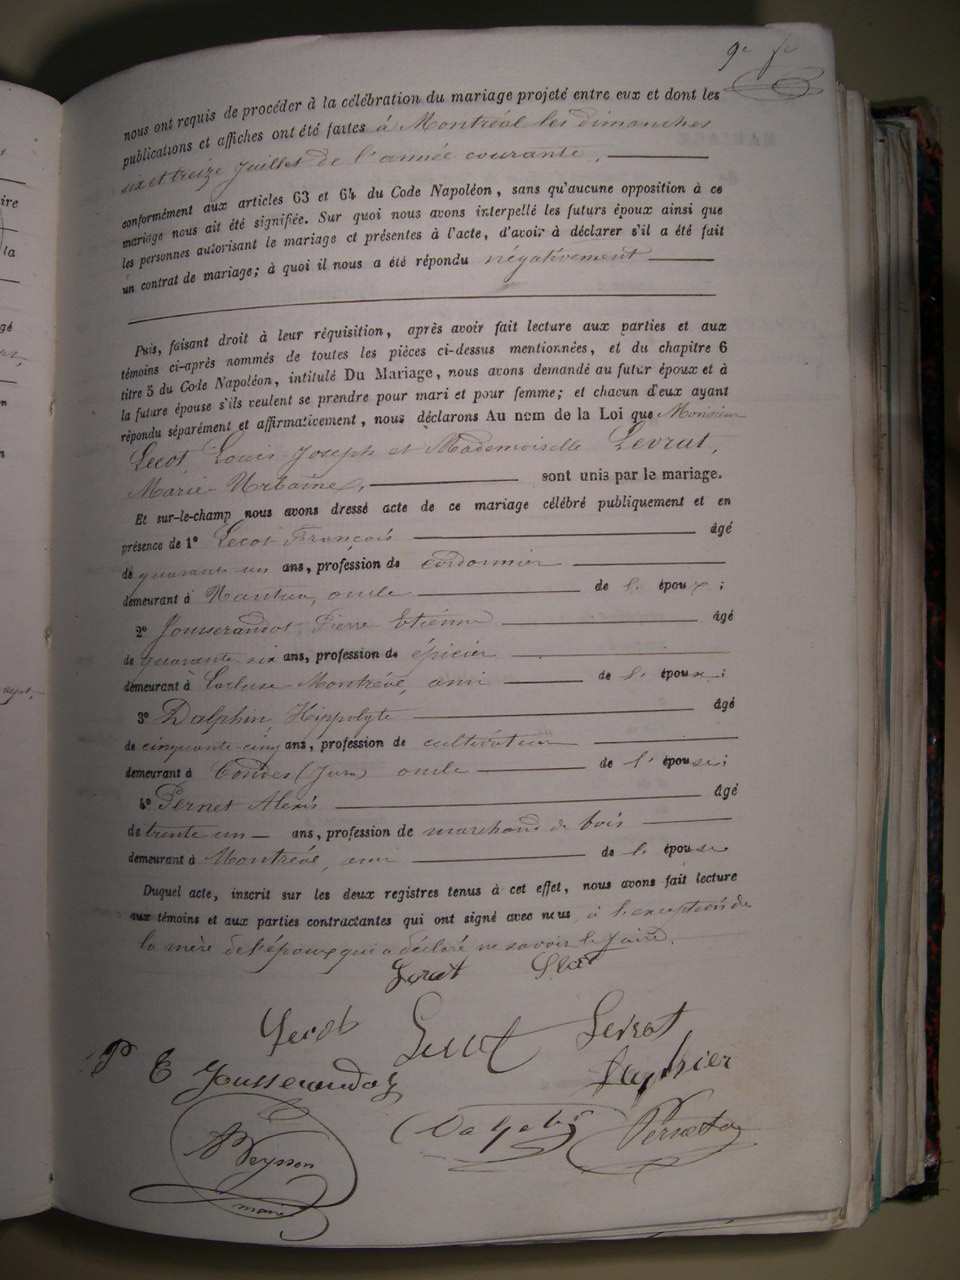 9e
nous ont requis de procéder à la célébration du mariage projeté entre eux et dont les
publications et affiches ont été faites à Montréal les dimanches
six et treize Juillet de l'année courante,
conformément aux articles 63 et 64 du Code Napoléon, sans qu'aucune opposition à ce
mariage nous ait été signifiée. Sur quoi nous avons interpellé les futurs époux ainsi que
les personnes autorisant le mariage et présentes à l'acte, d'avoir à déclarer s'il a été fait
un contrat de mariage; à quoi il nous a été répondu négativement
Puis, faisant droit à leur réquisition, après avoir fait lecture aux parties et aux
témoins ci-après nommés de toutes les pièces ci-dessus mentionnées, et du chapitre 6
titre 5 du Code Napoléon, intitulé Du Mariage, nous avons demandé au futur époux et à
la future épouse s'ils veulent se prendre pour mari et pour femme; et chacun d'eux ayant
répondu séparément et affirmativement, nous déclarons Au nom de la Loi que Monsieur
Lecot, Louis Joseph et Mademoiselle Levrat,
Marie Urbaine, sont unis par le mariage.
Et sur-le-champ nous avons dressé acte de ce mariage célébré publiquement et en
présence de 1º Lecot François âgé
de quarante un ans, profession de cordonnier
demeurant à Nantua, oncle de l' époux;
2º Jousserandot Pierre Etienne âgé
de quarante six ans, profession de épicier
demeurant à Montréal, ami de l' époux;
3º Dalphin Hippolyte âgé
de cinquante-cinq ans, profession de cultivateur
demeurant à Condes (Jura) oncle de l' épouse;
4º Pernet Alexis âgé
de trente un ans, profession de marchand de bois
demeurant à Montréal, ami de l' épouse
Duquel acte, inscrit sur les deux registres tenus à cet effet, nous avons fait lecture
aux témoins et aux parties contractantes qui ont signé avec nous à l'exception de
la mère de l'époux qui a déclaré ne savoir le faire.
Lecot Levrat
P E Jousserandot
Pernet
maire